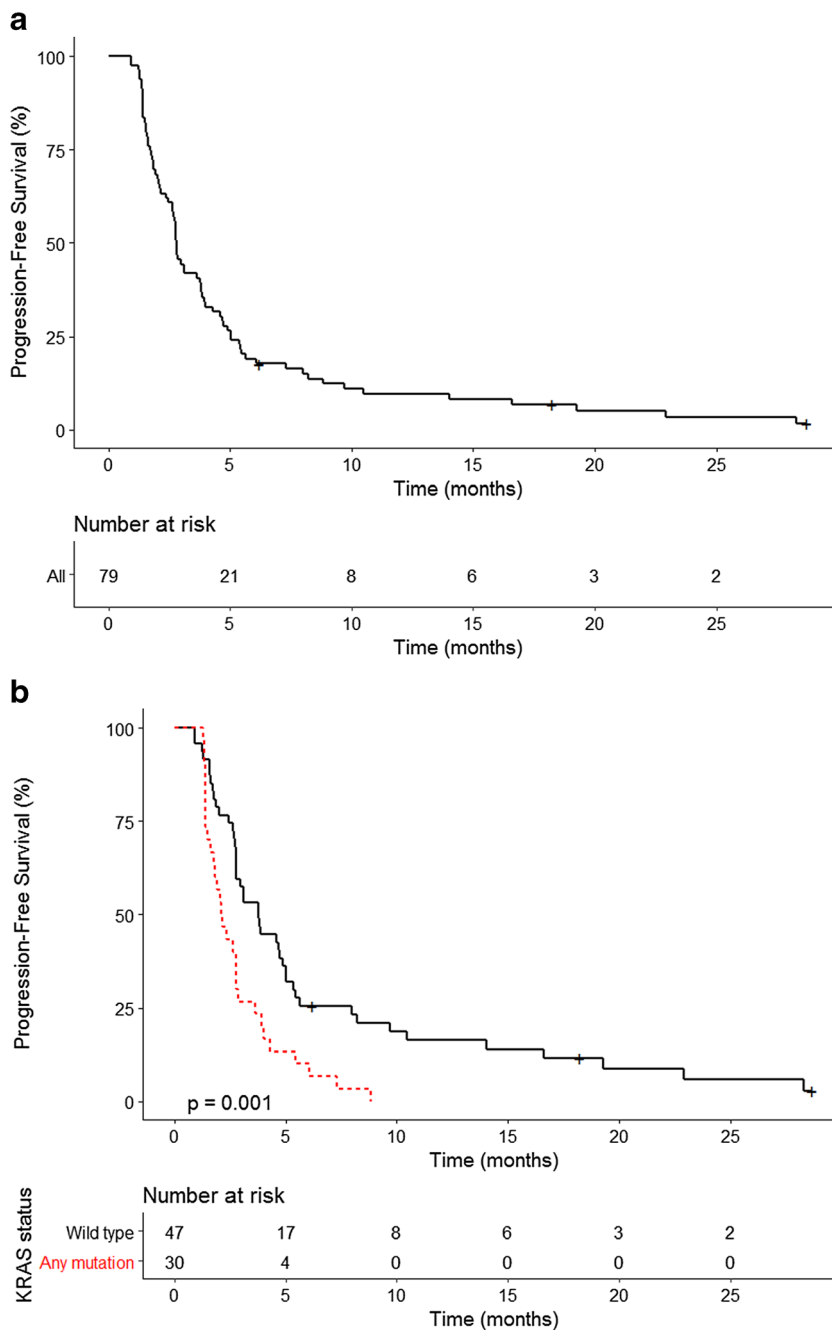 a
Progression-Free Survival (%)
100
75
50
25
0
0 5 10 15 20 25
Time (months)
Number at risk
All 79 21 8 6 3 2
0 5 10 15 20 25
Time (months)
b
Progression-Free Survival (%)
100
75
50
25
0
p = 0.001
0 5 10 15 20 25
Time (months)
Number at risk
KRAS status
Wild type 47 17 8 6 3 2
Any mutation 30 4 0 0 0 0
0 5 10 15 20 25
Time (months)